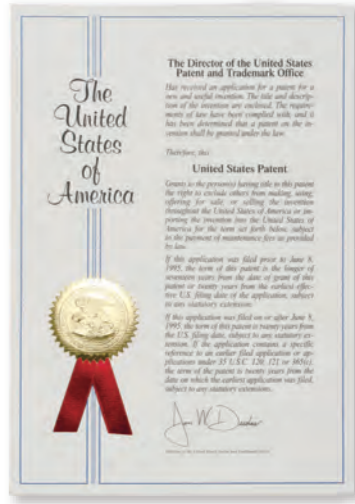 The
United
States
of
America
The Director of the United States
Patent and Trademark Office
Has received an application for a patent for a
new and useful invention. The title and descrip-
tion of the invention are enclosed. The require-
ments of law have been complied with, and it
has been determined that a patent on the in-
vention shall be granted under the law.
Therefore, this
United States Patent
Grants to the person(s) having title to this patent
the right to exclude others from making, using,
offering for sale, or selling the invention
throughout the United States of America or im-
porting the invention into the United States of
America for the term set forth below, subject
to the payment of maintenance fees as provided
by law.
If this application was filed prior to June 8,
1995, the term of this patent is the longer of
seventeen years from the date of grant of this
patent or twenty years from the earliest effec-
tive U.S. filing date of the application, subject
to any statutory extension.
If this application was filed on or after June 8,
1995, the term of this patent is twenty years from
the U.S. filing date, subject to any statutory ex-
tension. If the application contains a specific
reference to an earlier filed application or ap-
plications under 35 U.S.C. 120, 121 or 365(c),
the term of the patent is twenty years from the
date on which the earliest application was filed,
subject to any statutory extensions.